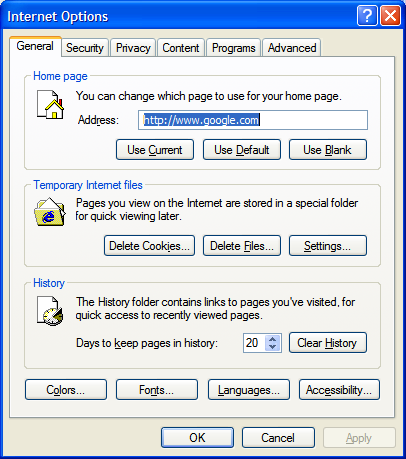 Internet Options
General Security Privacy Content Programs Advanced
Home page
You can change which page to use for your home page.
Address: http://www.google.com
Use Current Use Default Use Blank
Temporary Internet files
Pages you view on the Internet are stored in a special folder
for quick viewing later.
Delete Cookies... Delete Files... Settings...
History
The History folder contains links to pages you've visited, for
quick access to recently viewed pages.
Days to keep pages in history: 20 Clear History
Colors... Fonts... Languages... Accessibility...
OK Cancel Apply